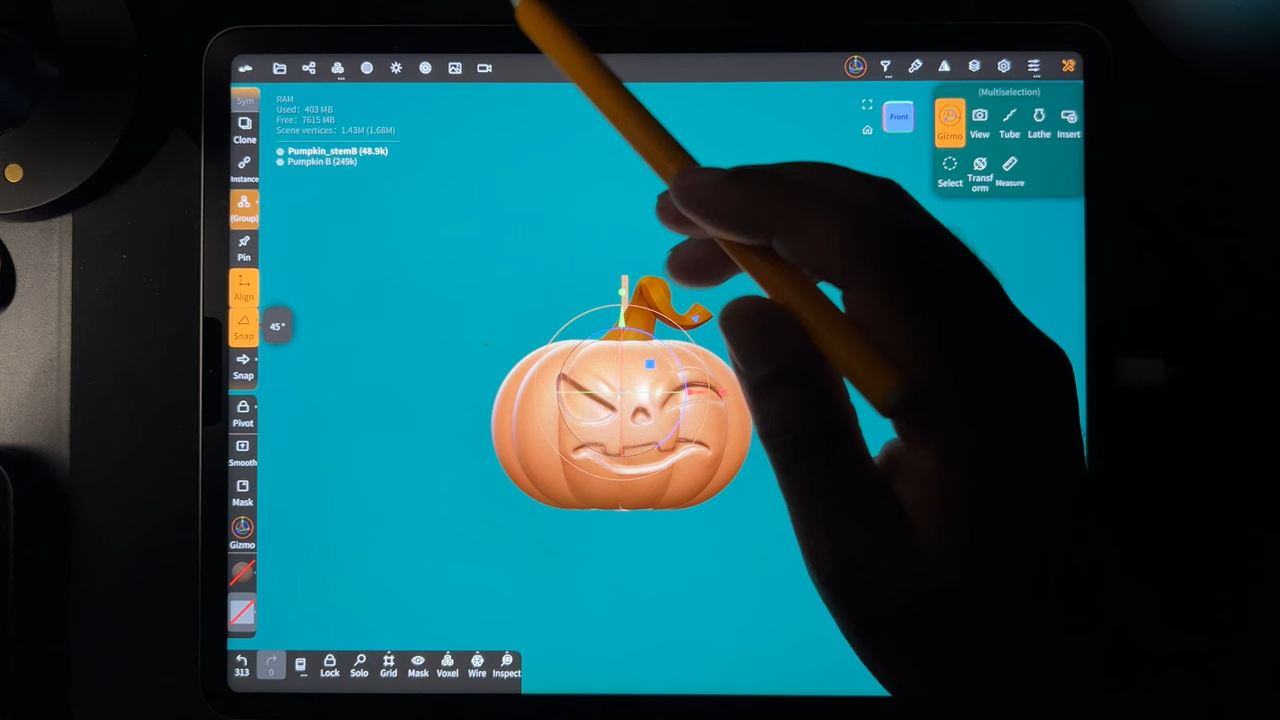 Sym
Clone
Instance
(Group)
Pin
Align
Snap
45°
Snap
Pivot
Smooth
Mask
Gizmo
RAM
Used: 403 MB
Free: 7615 MB
Scene vertices: 1.43M (1.68M)
Pumpkin_stemB (48.9k)
Pumpkin B (249k)
Front
(Multiselection)
Gizmo View Tube Lathe Insert
Select Transf
orm Measure
313 0 Lock Solo Grid Mask Voxel Wire Inspect